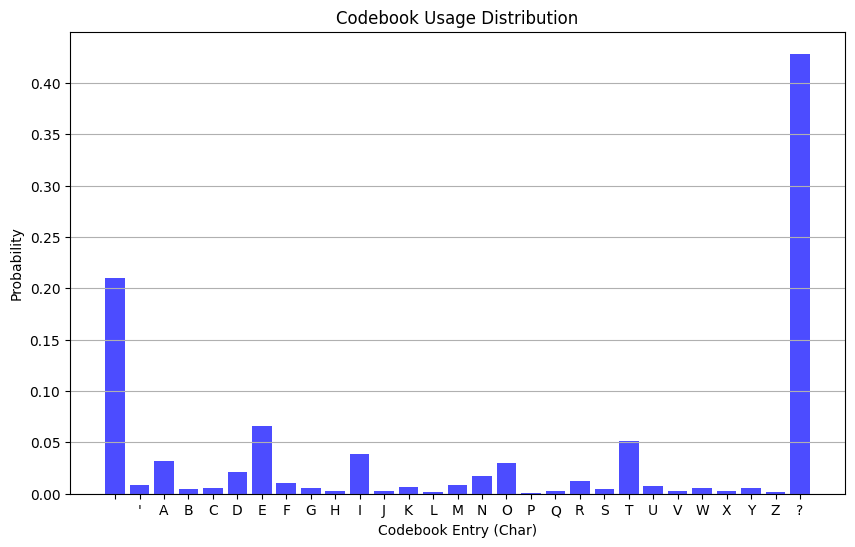 Codebook Usage Distribution
Probability
0.40
0.35
0.30
0.25
0.20
0.15
0.10
0.05
0.00
' A B C D E F G H I J K L M N O P Q R S T U V W X Y Z ?
Codebook Entry (Char)